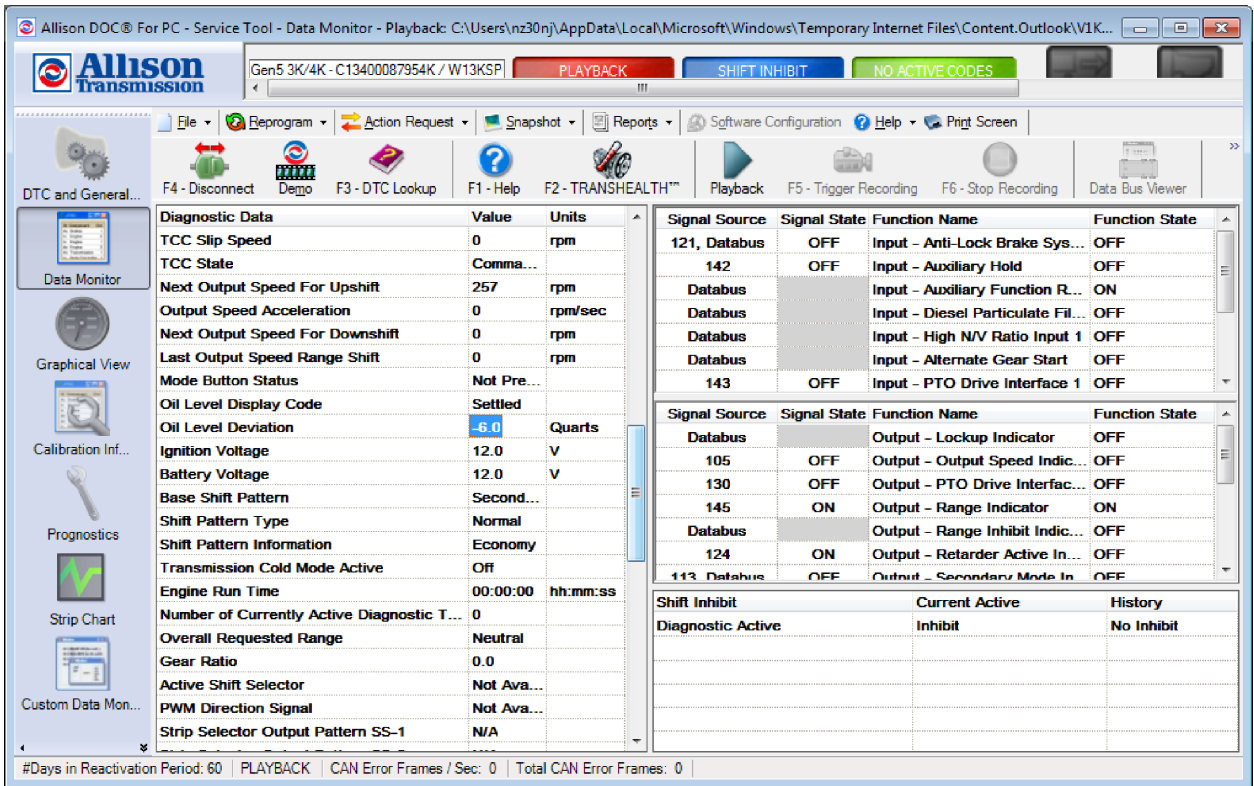 Allison DOC® For PC - Service Tool - Data Monitor - Playback: C:\Users\nz30nj\AppData\Local\Microsoft\Windows\Temporary Internet Files\Content.Outlook\V1K...
Allison Transmission
Gen5 3K/4K - C13400087954K / W13KSP
PLAYBACK
SHIFT INHIBIT
NO ACTIVE CODES
File
Reprogram
Action Request
Snapshot
Reports
Software Configuration
Help
Print Screen
F4 - Disconnect
Demo
F3 - DTC Lookup
F1 - Help
F2 - TRANSHEALTH™
Playback
F5 - Trigger Recording
F6 - Stop Recording
Data Bus Viewer
DTC and General...
Data Monitor
Graphical View
Calibration Inf...
Prognostics
Strip Chart
Custom Data Mon...
Diagnostic Data Value Units
TCC Slip Speed 0 rpm
TCC State Comma...
Next Output Speed For Upshift 257 rpm
Output Speed Acceleration 0 rpm/sec
Next Output Speed For Downshift 0 rpm
Last Output Speed Range Shift 0 rpm
Mode Button Status Not Pre...
Oil Level Display Code Settled
Oil Level Deviation -6.0 Quarts
Ignition Voltage 12.0 V
Battery Voltage 12.0 V
Base Shift Pattern Second...
Shift Pattern Type Normal
Shift Pattern Information Economy
Transmission Cold Mode Active Off
Engine Run Time 00:00:00 hh:mm:ss
Number of Currently Active Diagnostic T... 0
Overall Requested Range Neutral
Gear Ratio 0.0
Active Shift Selector Not Ava...
PWM Direction Signal Not Ava...
Strip Selector Output Pattern SS-1 N/A
Signal Source Signal State Function Name Function State
121, Databus OFF Input - Anti-Lock Brake Sys... OFF
142 OFF Input - Auxiliary Hold OFF
Databus Input - Auxiliary Function R... ON
Databus Input - Diesel Particulate Fil... OFF
Databus Input - High N/V Ratio Input 1 OFF
Databus Input - Alternate Gear Start OFF
143 OFF Input - PTO Drive Interface 1 OFF
Signal Source Signal State Function Name Function State
Databus Output - Lockup Indicator OFF
105 OFF Output - Output Speed Indic... OFF
130 OFF Output - PTO Drive Interfac... OFF
145 ON Output - Range Indicator ON
Databus Output - Range Inhibit Indic... OFF
124 ON Output - Retarder Active In... OFF
113, Databus OFF Output - Secondary Mode In... OFF
Shift Inhibit Current Active History
Diagnostic Active Inhibit No Inhibit
#Days in Reactivation Period: 60 PLAYBACK CAN Error Frames / Sec: 0 Total CAN Error Frames: 0